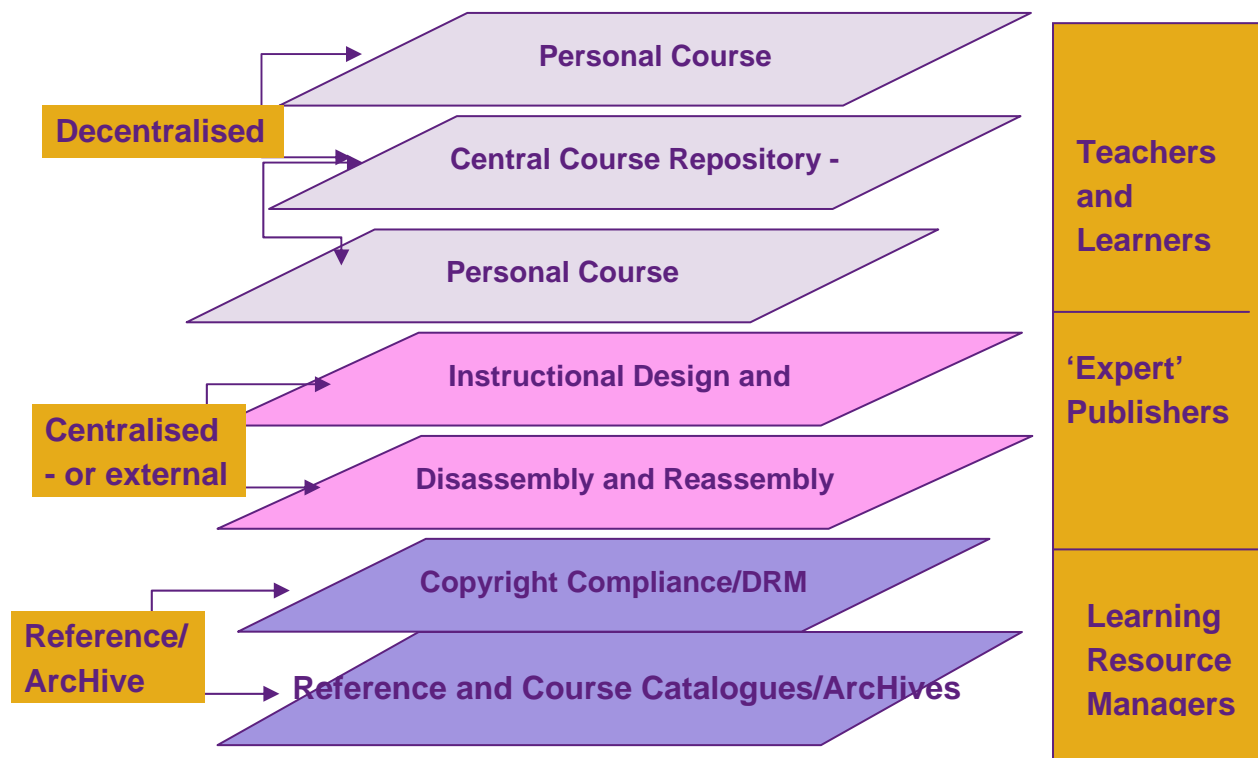 Personal Course
Decentralised
Central Course Repository -
Personal Course
Teachers
and
Learners
Instructional Design and
Centralised
- or external
Disassembly and Reassembly
‘Expert’
Publishers
Copyright Compliance/DRM
Reference/
ArcHive
Reference and Course Catalogues/ArcHives
Learning
Resource
Managers